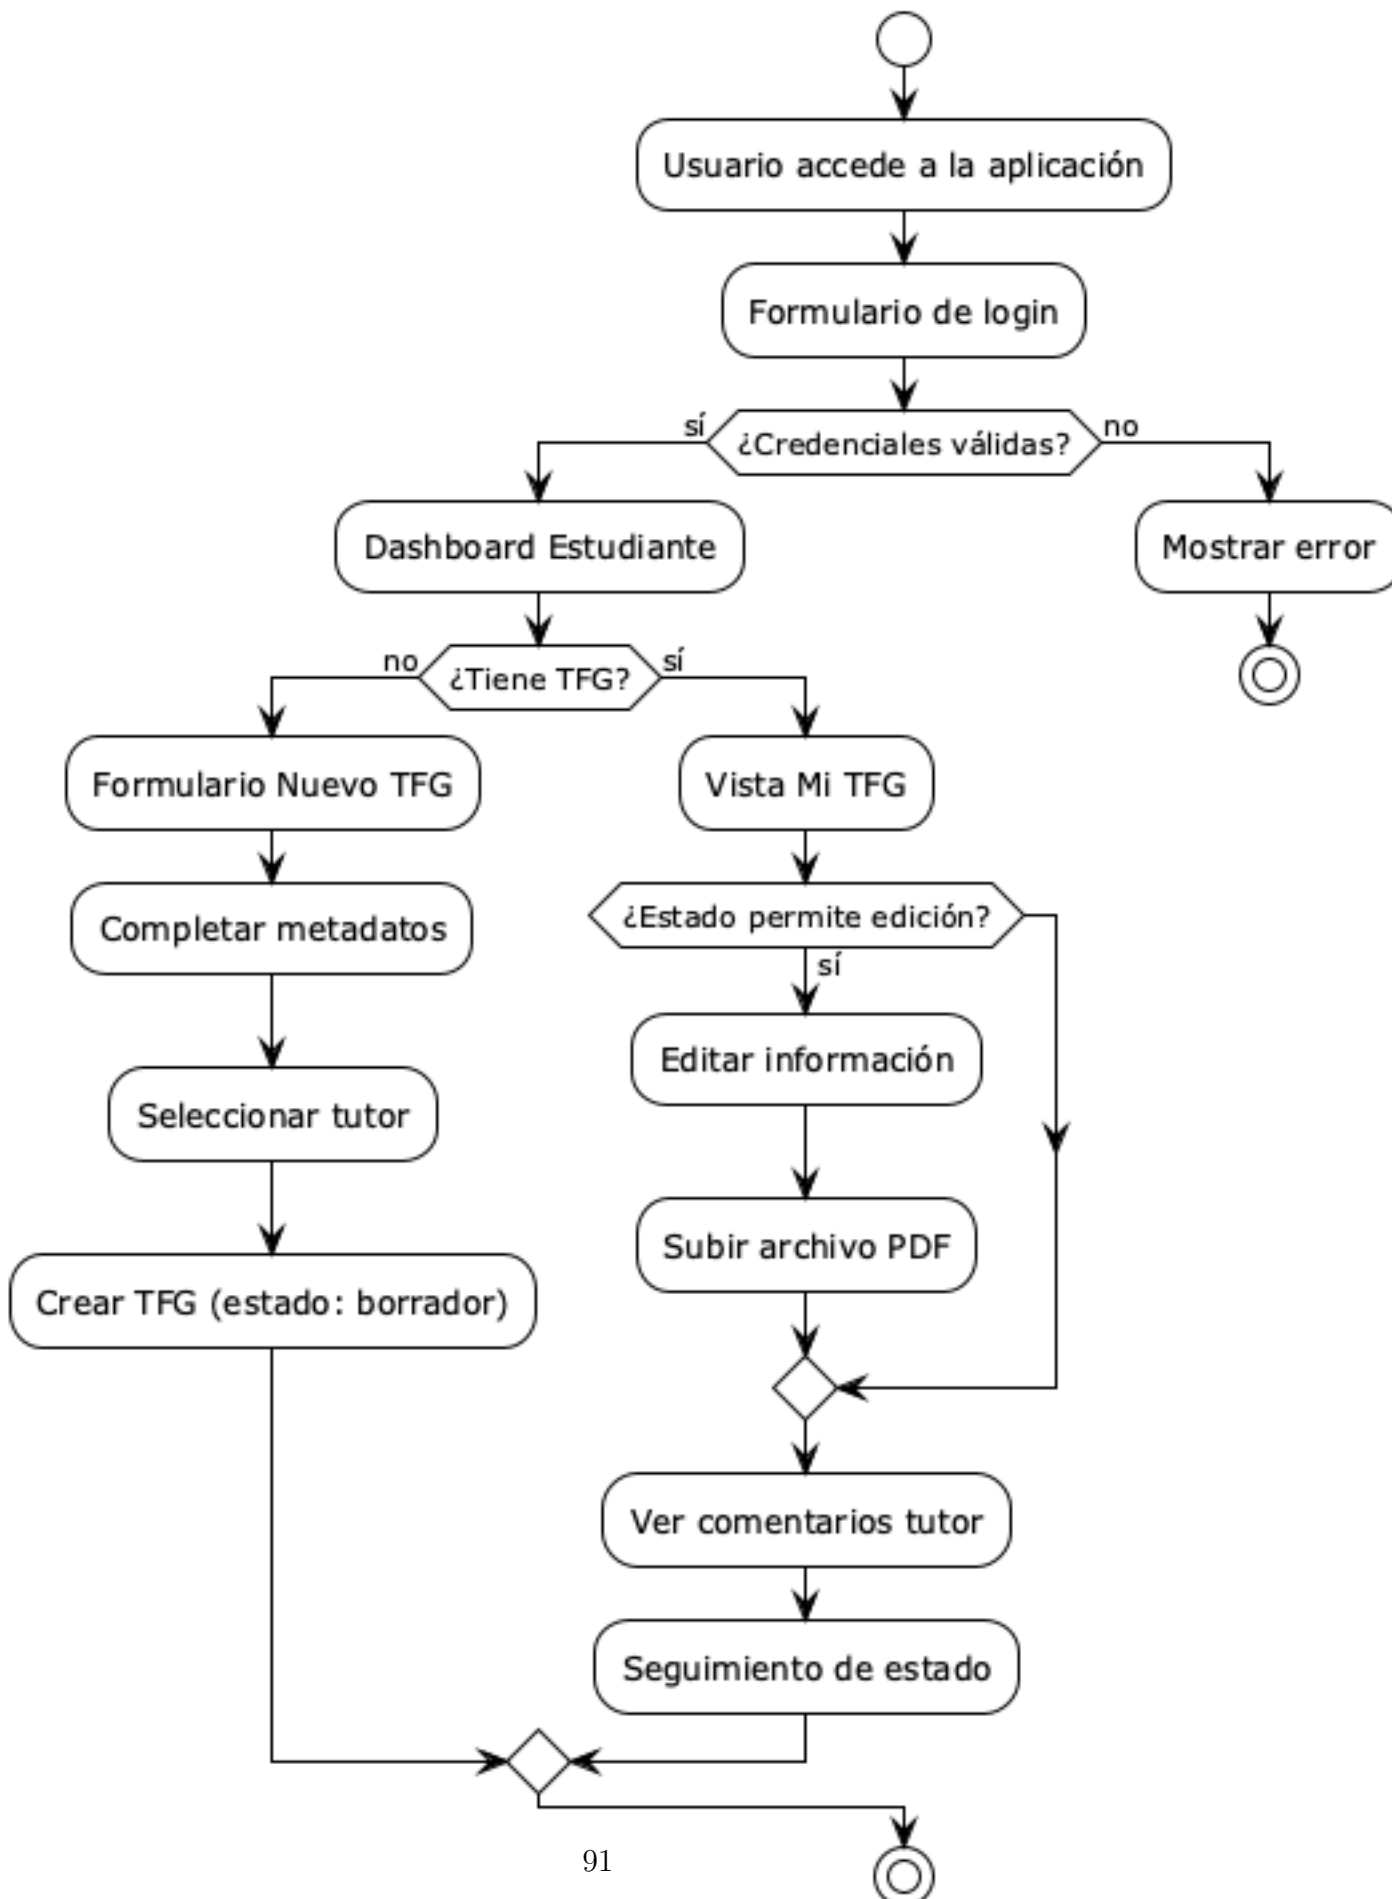 Usuario accede a la aplicación
Formulario de login
sí
¿Credenciales válidas?
no
Dashboard Estudiante
Mostrar error
no
¿Tiene TFG?
sí
Formulario Nuevo TFG
Vista Mi TFG
Completar metadatos
¿Estado permite edición?
sí
Editar información
Seleccionar tutor
Subir archivo PDF
Crear TFG (estado: borrador)
Ver comentarios tutor
Seguimiento de estado
91